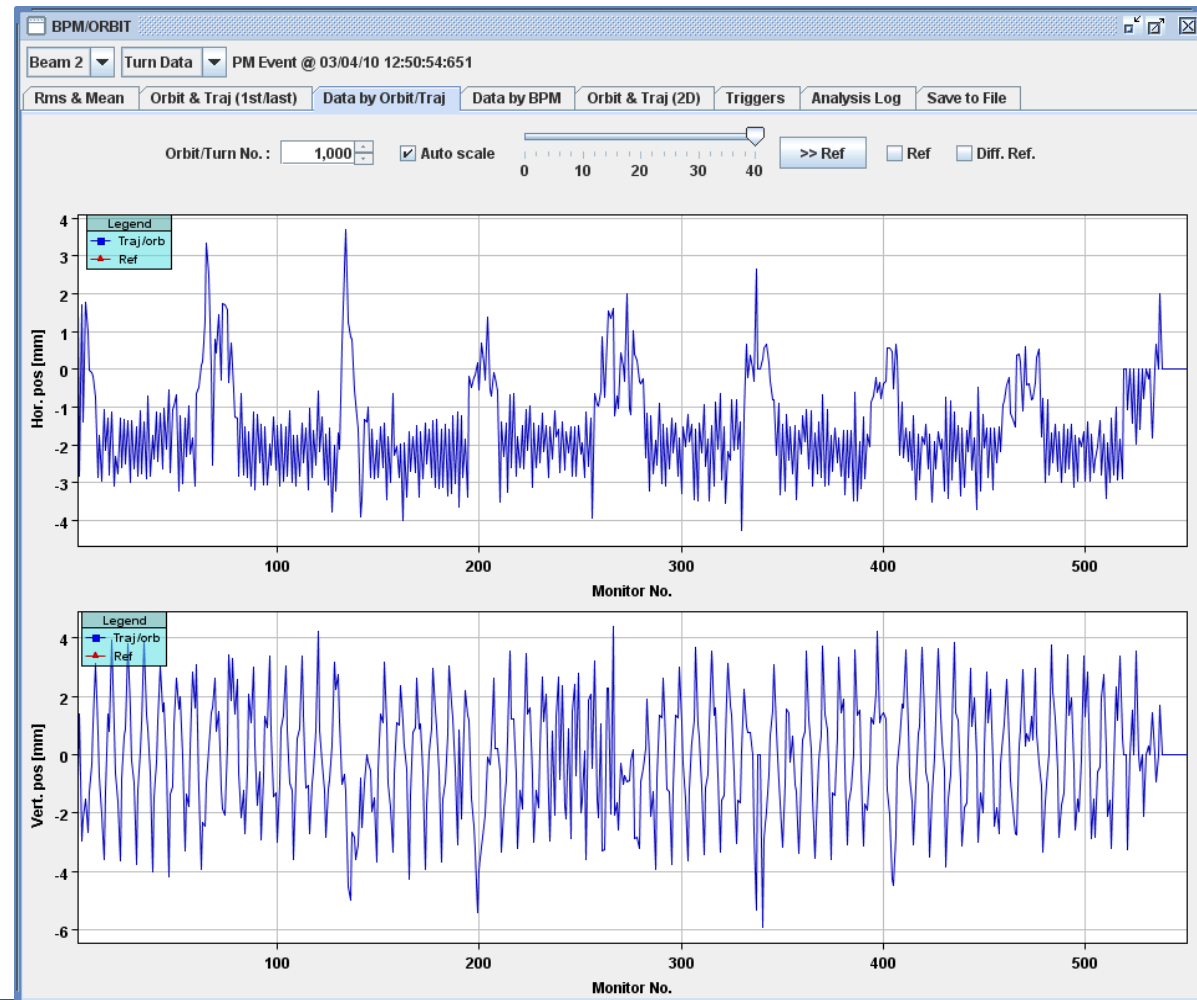 BPM/ORBIT
Beam 2 Turn Data PM Event @ 03/04/10 12:50:54:651
Rms & Mean Orbit & Traj (1st/last) Data by Orbit/Traj Data by BPM Orbit & Traj (2D) Triggers Analysis Log Save to File
Orbit/Turn No. : 1,000 Auto scale 0 10 20 30 40 >> Ref Ref Diff. Ref.
Legend
Traj/orb
Ref
4
3
2
1
0
-1
-2
-3
-4
Hor. pos [mm]
100 200 300 400 500
Monitor No.
Legend
Traj/orb
Ref
4
2
0
-2
-4
-6
Vert. pos [mm]
100 200 300 400 500
Monitor No.